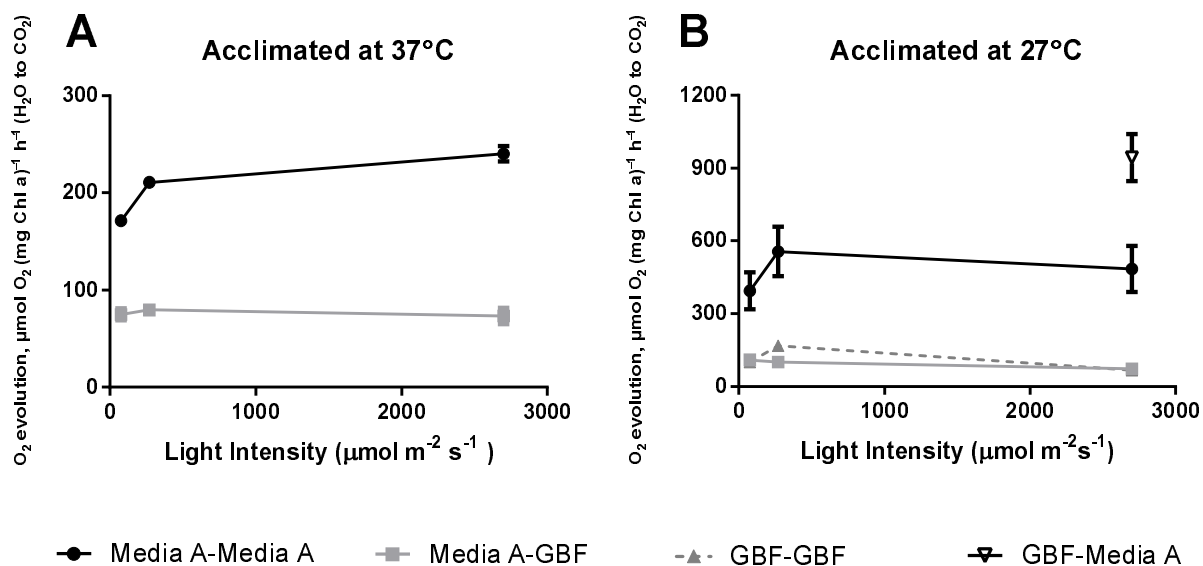 A
Acclimated at 37°C
O₂ evolution, µmol O₂ (mg Chl a)⁻¹ h⁻¹ (H₂O to CO₂)
300
200
100
0
0 1000 2000 3000
Light Intensity (µmol m⁻² s⁻¹ )
B
Acclimated at 27°C
O₂ evolution, µmol O₂ (mg Chl a)⁻¹ h⁻¹ (H₂O to CO₂)
1200
900
600
300
0
0 1000 2000 3000
Light Intensity (µmol m⁻²s⁻¹)
Media A-Media A Media A-GBF GBF-GBF GBF-Media A